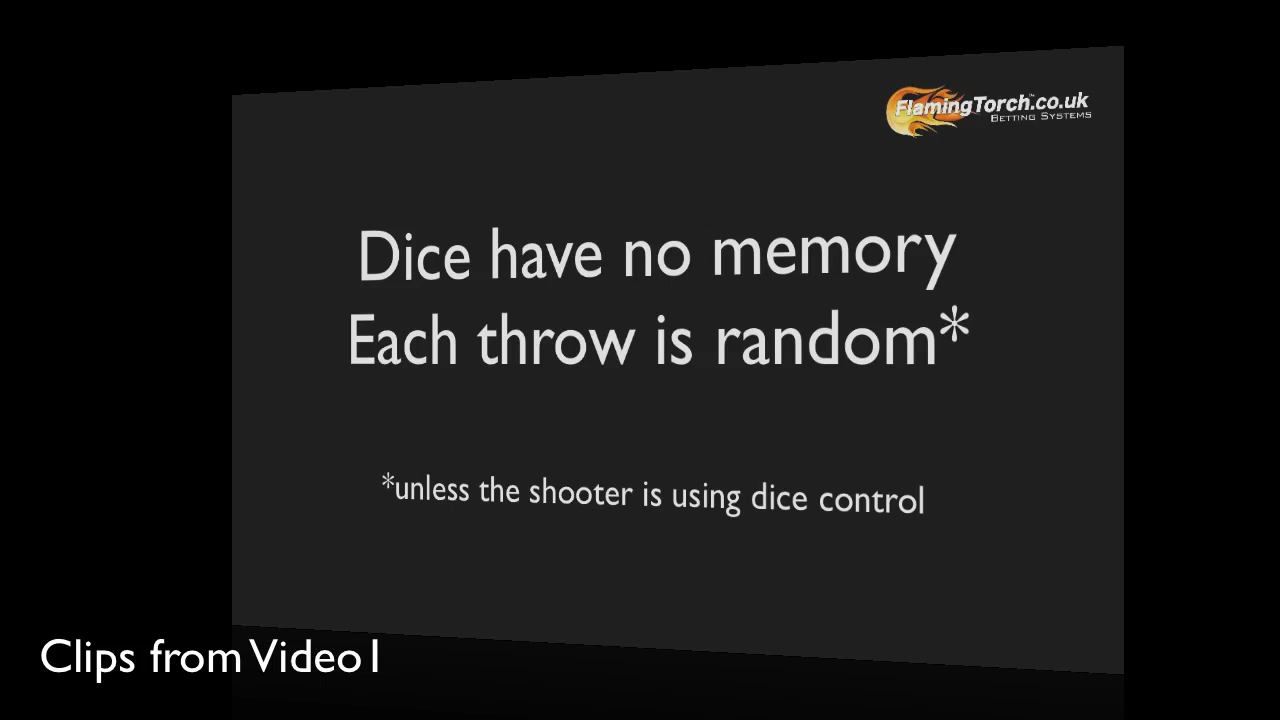 FlamingTorch.co.uk™
Betting Systems
Dice have no memory
Each throw is random*
*unless the shooter is using dice control
Clips from Video1